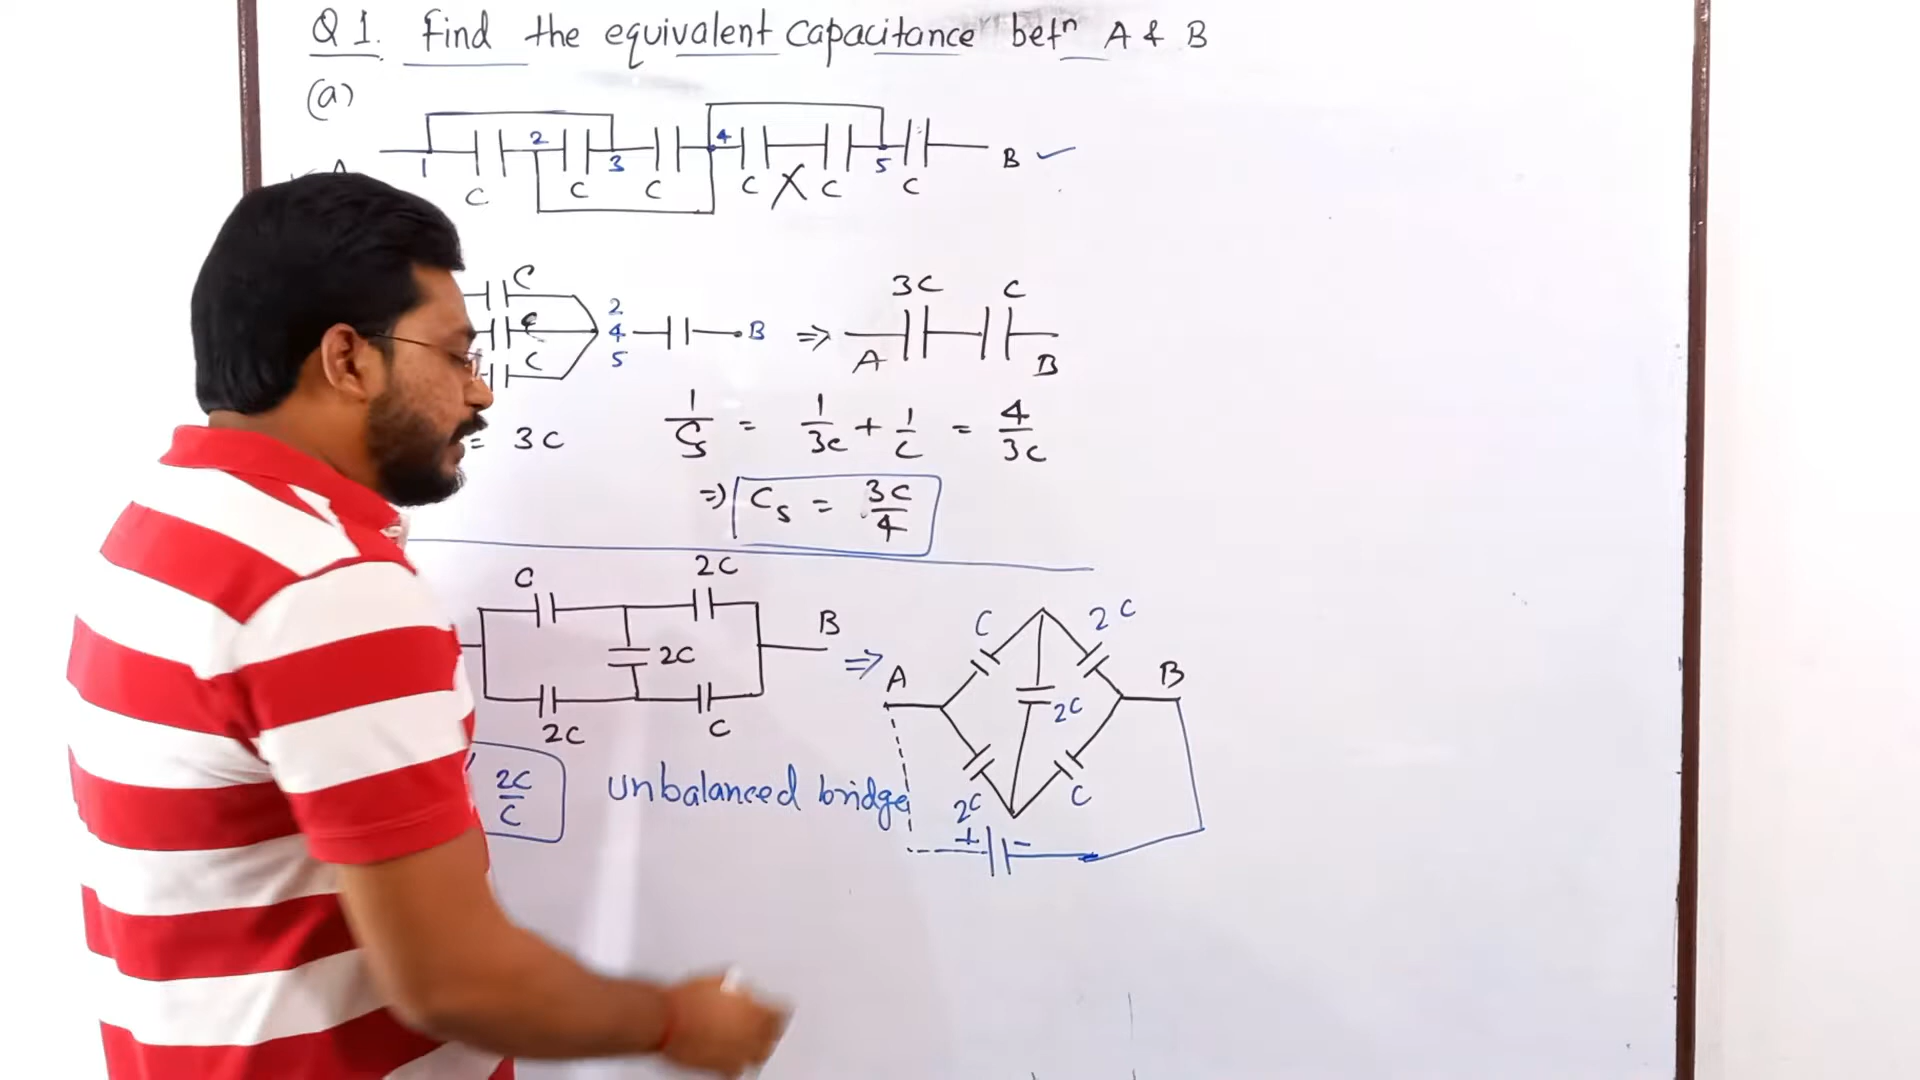 Q 1. Find the equivalent capacitance betⁿ A & B
(a)
1 2 3 4 5 B ✓
C C C C X C C
C
C
C
2
4
5
B ⇒ 3C C
A B
= 3C
1/Cs = 1/3C + 1/C = 4/3C
⇒ Cs = 3C/4
C 2C
2C
B
2C C
⇒
A C 2C B
2C
2C C
+ -
2C/C
unbalanced bridge